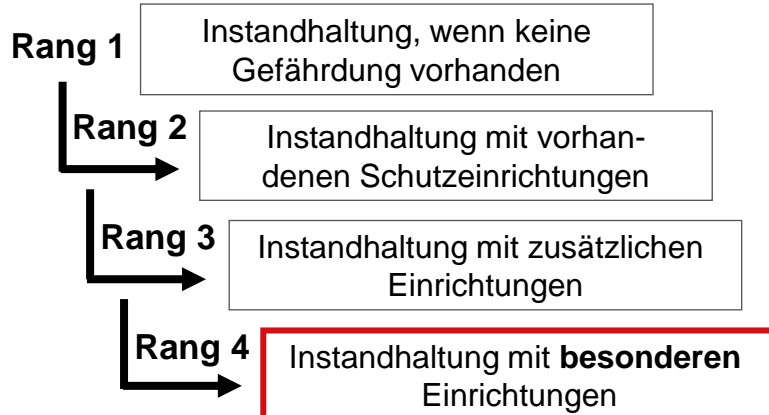 Rang 1
Instandhaltung, wenn keine
Gefährdung vorhanden
Rang 2
Instandhaltung mit vorhan-
denen Schutzeinrichtungen
Rang 3
Instandhaltung mit zusätzlichen
Einrichtungen
Rang 4
Instandhaltung mit besonderen
Einrichtungen